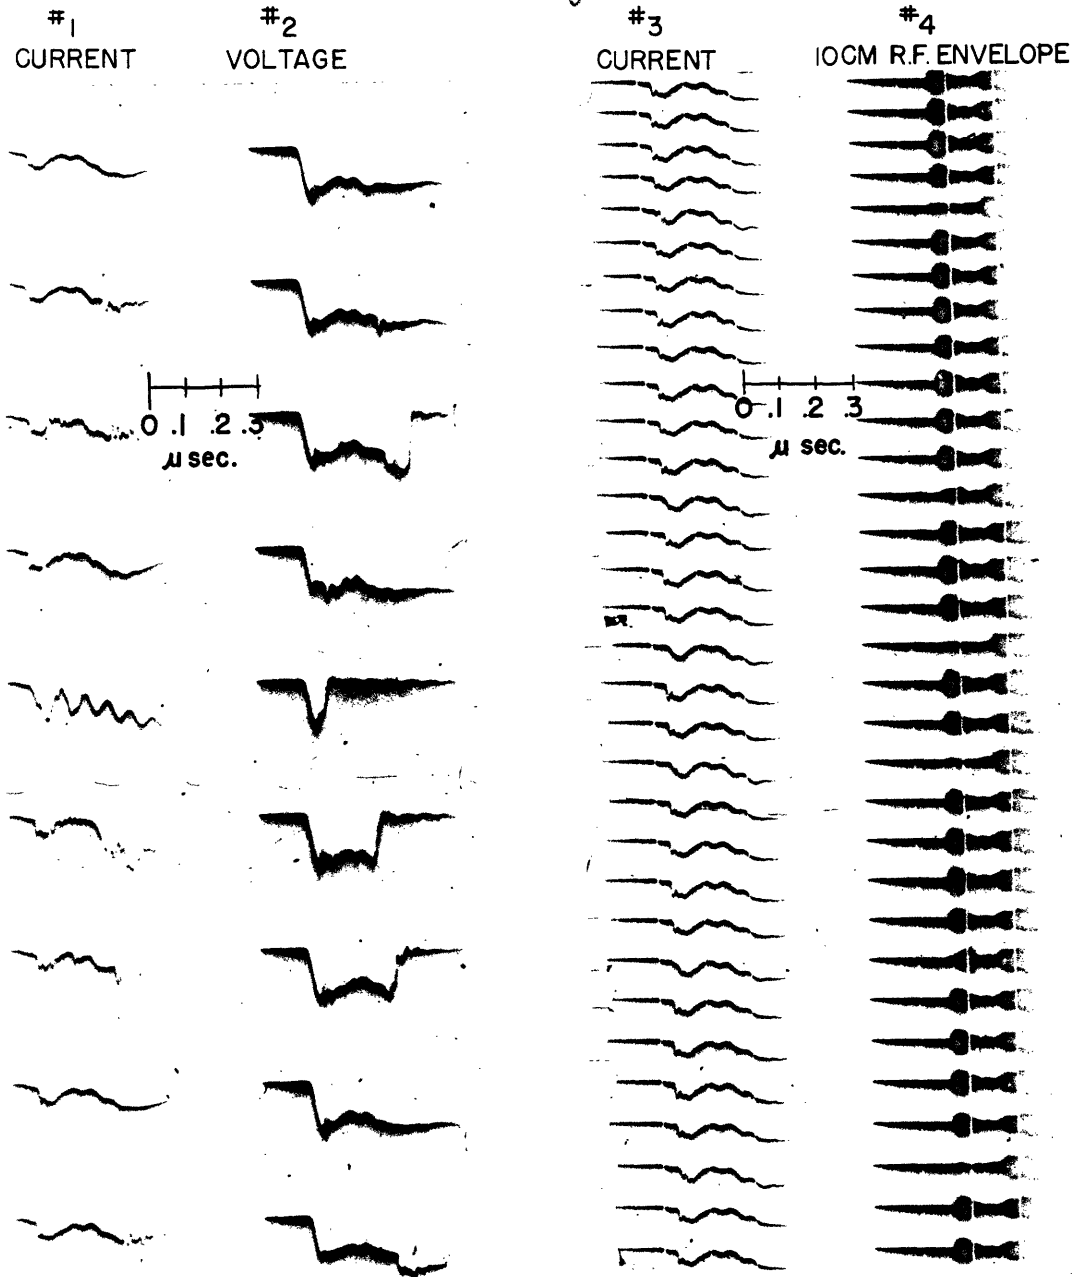 #1 #2 #3 #4
CURRENT VOLTAGE CURRENT 10CM R.F. ENVELOPE
0 .1 .2 .3
μ sec.
0 .1 .2 .3
μ sec.